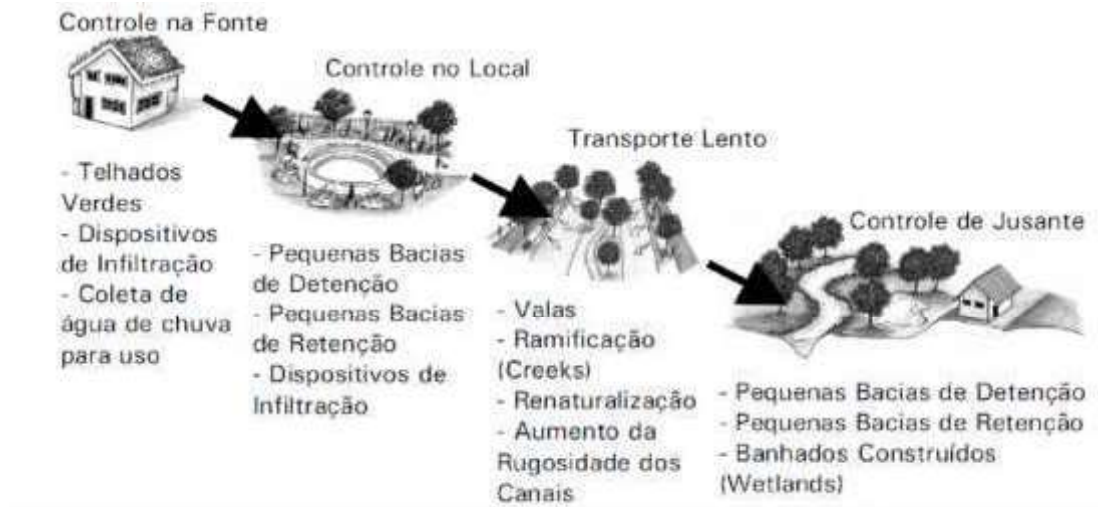 Controle na Fonte
- Telhados
Verdes
- Dispositivos
de Infiltração
- Coleta de
água de chuva
para uso
Controle no Local
- Pequenas Bacias
de Detenção
- Pequenas Bacias
de Retenção
- Dispositivos de
Infiltração
Transporte Lento
- Valas
- Ramificação
(Creeks)
- Renaturalização
- Aumento da
Rugosidade dos
Canais
Controle de Jusante
- Pequenas Bacias de Detenção
- Pequenas Bacias de Retenção
- Banhados Construídos
(Wetlands)